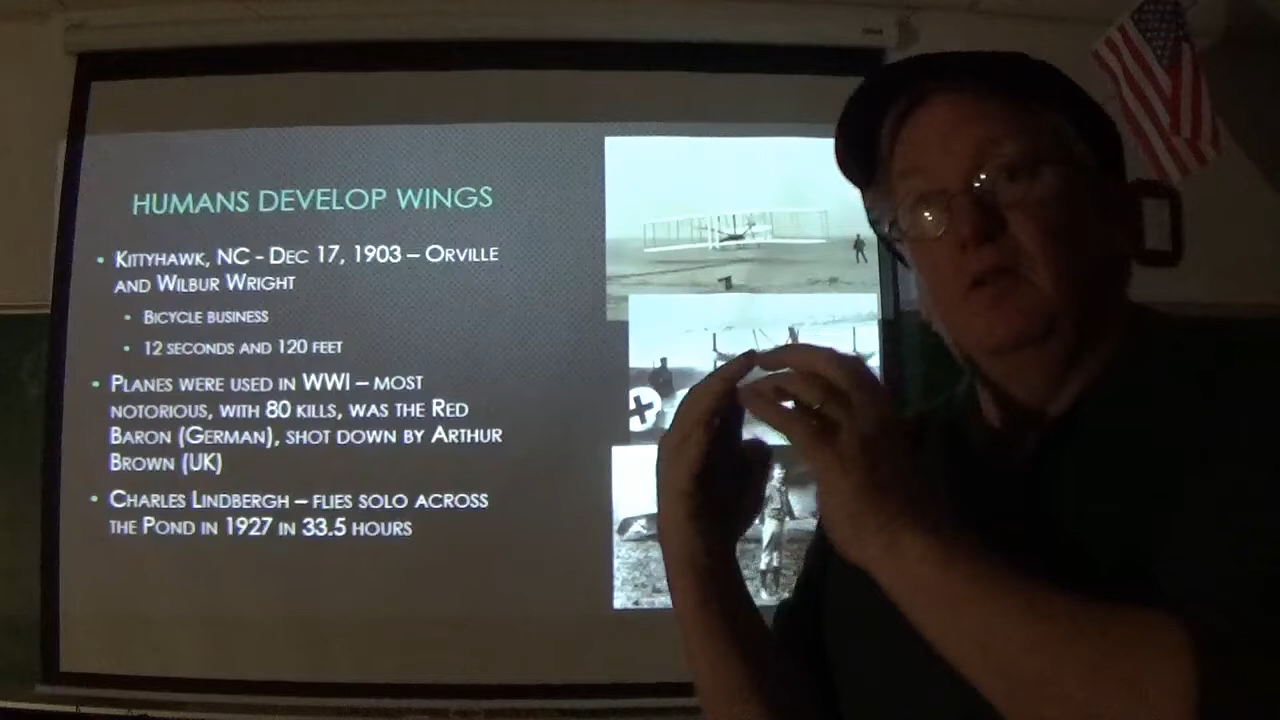 HUMANS DEVELOP WINGS
KITTYHAWK, NC - DEC 17, 1903 – ORVILLE
AND WILBUR WRIGHT
BICYCLE BUSINESS
12 SECONDS AND 120 FEET
PLANES WERE USED IN WWI – MOST
NOTORIOUS, WITH 80 KILLS, WAS THE RED
BARON (GERMAN), SHOT DOWN BY ARTHUR
BROWN (UK)
CHARLES LINDBERGH – FLIES SOLO ACROSS
THE POND IN 1927 IN 33.5 HOURS